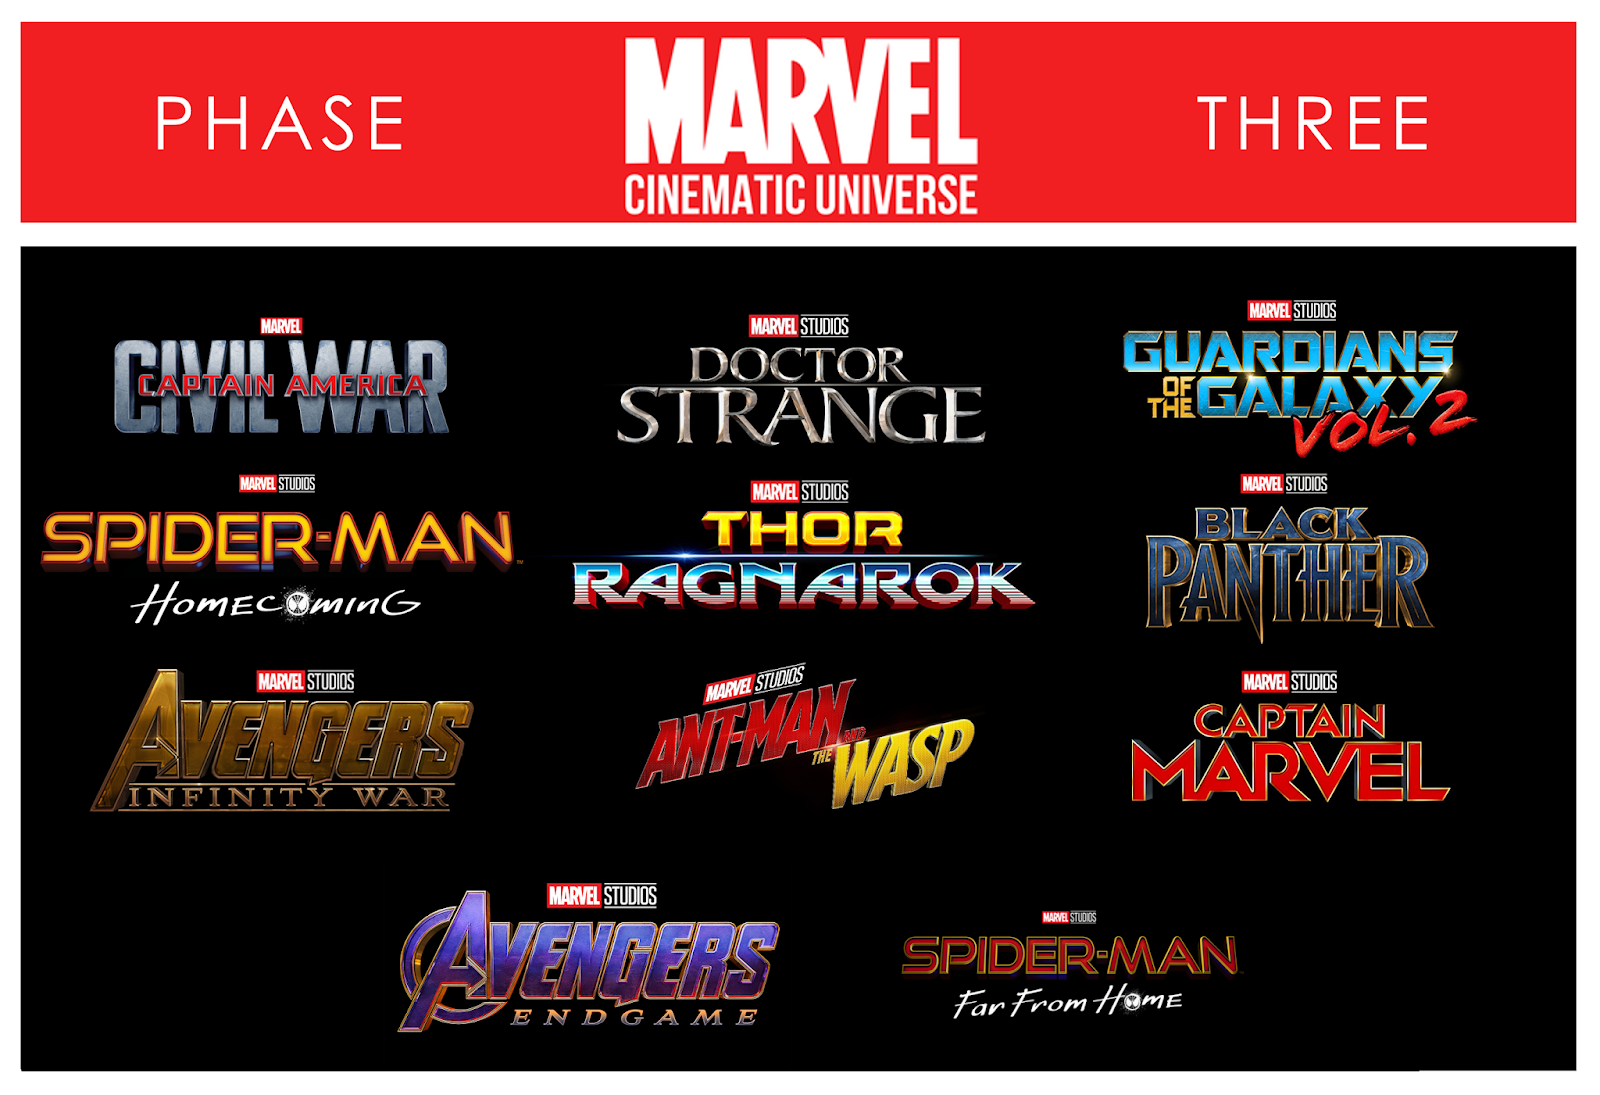 PHASE
MARVEL
CINEMATIC UNIVERSE
THREE
MARVEL
CIVIL WAR
CAPTAIN AMERICA
MARVEL STUDIOS
DOCTOR
STRANGE
MARVEL STUDIOS
GUARDIANS
OF THE GALAXY
VOL. 2
MARVEL STUDIOS
SPIDER-MAN
HOMECOMING
MARVEL STUDIOS
THOR
RAGNAROK
MARVEL STUDIOS
BLACK
PANTHER
MARVEL STUDIOS
AVENGERS
INFINITY WAR
MARVEL STUDIOS
ANT-MAN
AND THE WASP
MARVEL STUDIOS
CAPTAIN
MARVEL
MARVEL STUDIOS
AVENGERS
ENDGAME
MARVEL STUDIOS
SPIDER-MAN
Far From Home